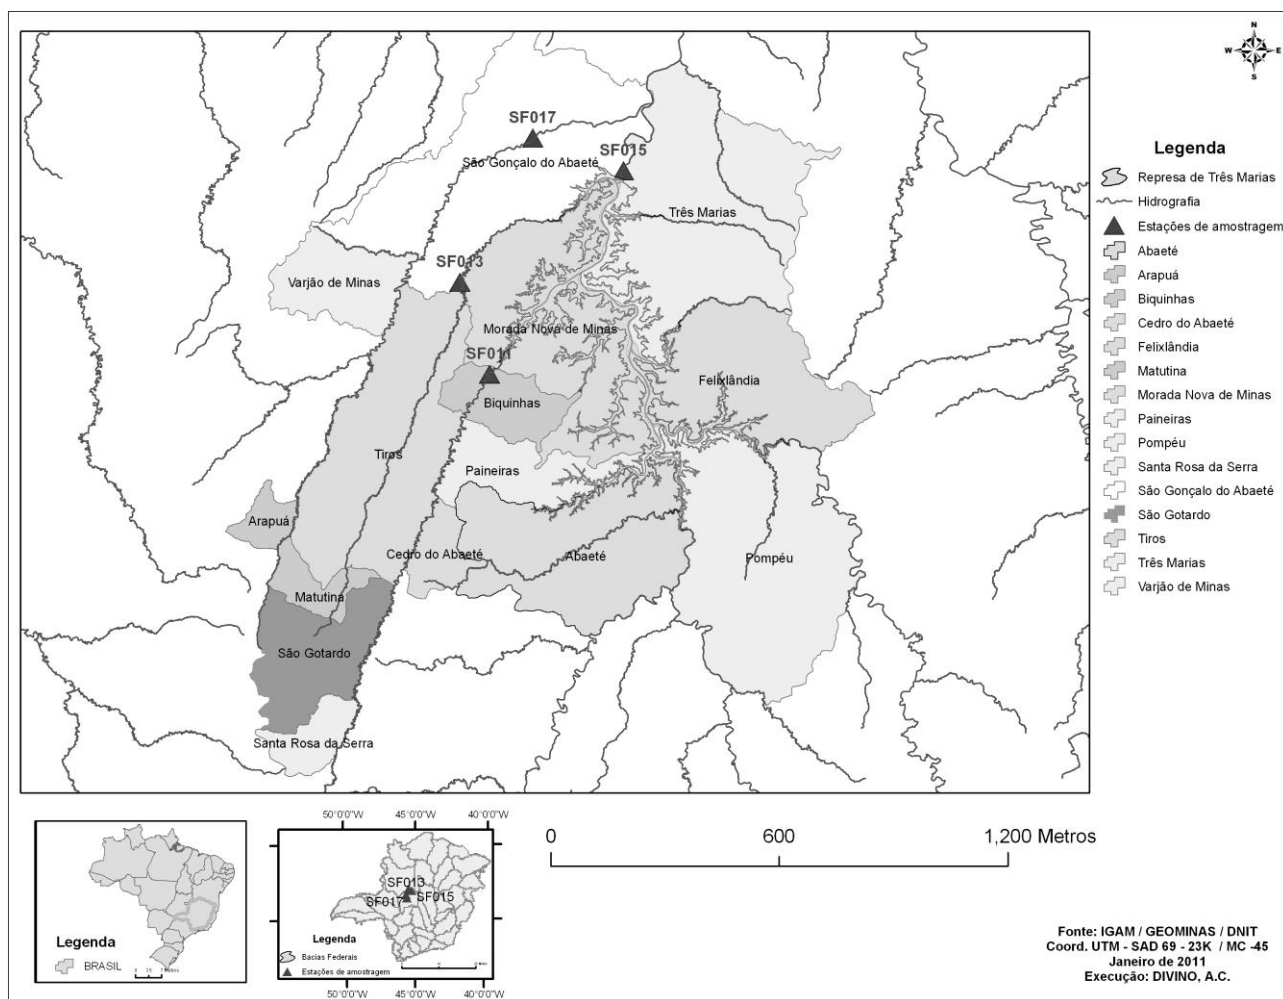 N
W
E
S
SF017
SF015
São Gonçalo do Abaeté
Três Marias
SF013
Varjão de Minas
Morada Nova de Minas
SF011
Felixlândia
Biquinhas
Tiros
Paineiras
Arapuá
Cedro do Abaeté
Abaeté
Pompéu
Matutina
São Gotardo
Santa Rosa da Serra
Legenda
Represa de Três Marias
Hidrografia
Estações de amostragem
Abaeté
Arapuá
Biquinhas
Cedro do Abaeté
Felixlândia
Matutina
Morada Nova de Minas
Paineiras
Pompéu
Santa Rosa da Serra
São Gonçalo do Abaeté
São Gotardo
Tiros
Três Marias
Varjão de Minas
Legenda
BRASIL
50°0'0"W
45°0'0"W
40°0'0"W
SF013
SF015
SF017
Legenda
Bacias Federais
Estações de amostragem
50°0'0"W
45°0'0"W
40°0'0"W
0
600
1,200 Metros
Fonte: IGAM / GEOMINAS / DNIT
Coord. UTM - SAD 69 - 23K / MC -45
Janeiro de 2011
Execução: DIVINO, A.C.